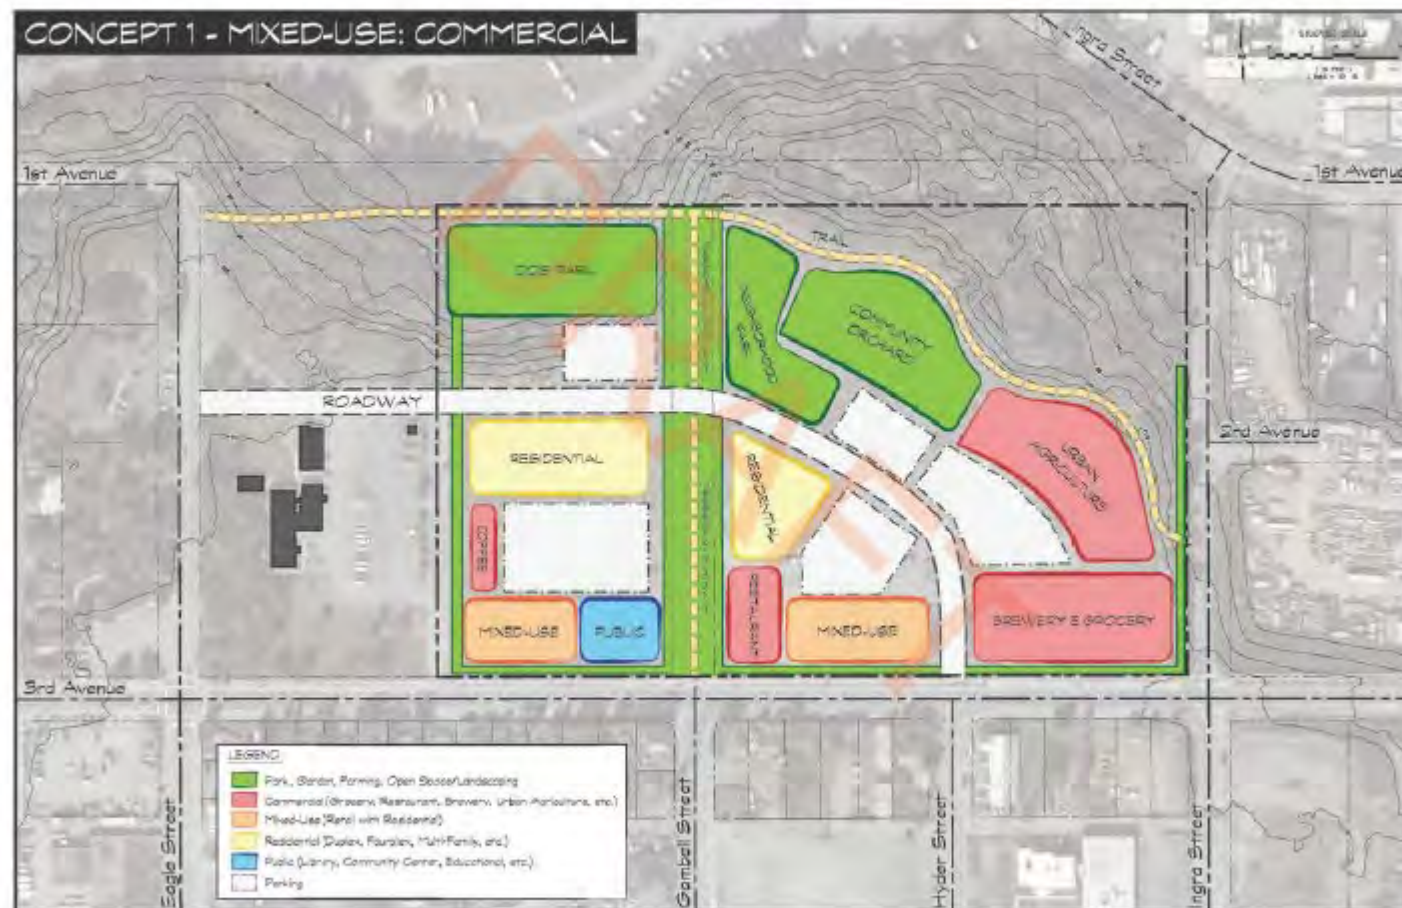 CONCEPT 1 - MIXED-USE: COMMERCIAL
Ingra Street
1st Avenue
1st Avenue
TRAIL
DOG PARK
NEIGHBORHOOD
PARK
COMMUNITY
ORCHARD
ROADWAY
2nd Avenue
URBAN
AGRICULTURE
RESIDENTIAL
RESIDENTIAL
COFFEE
RESTAURANT
MIXED-USE
PUBLIC
MIXED-USE
BREWERY & GROCERY
3rd Avenue
LEGEND
Park, Garden, Farming, Open Space/Landscaping
Commercial (Grocery, Restaurant, Brewery, Urban Agriculture, etc.)
Mixed-Use (Retail with Residential)
Residential (Duplex, Fourplex, Multi-Family, etc.)
Public (Library, Community Center, Educational, etc.)
Parking
Eagle Street
Gambell Street
Hyder Street
Ingra Street